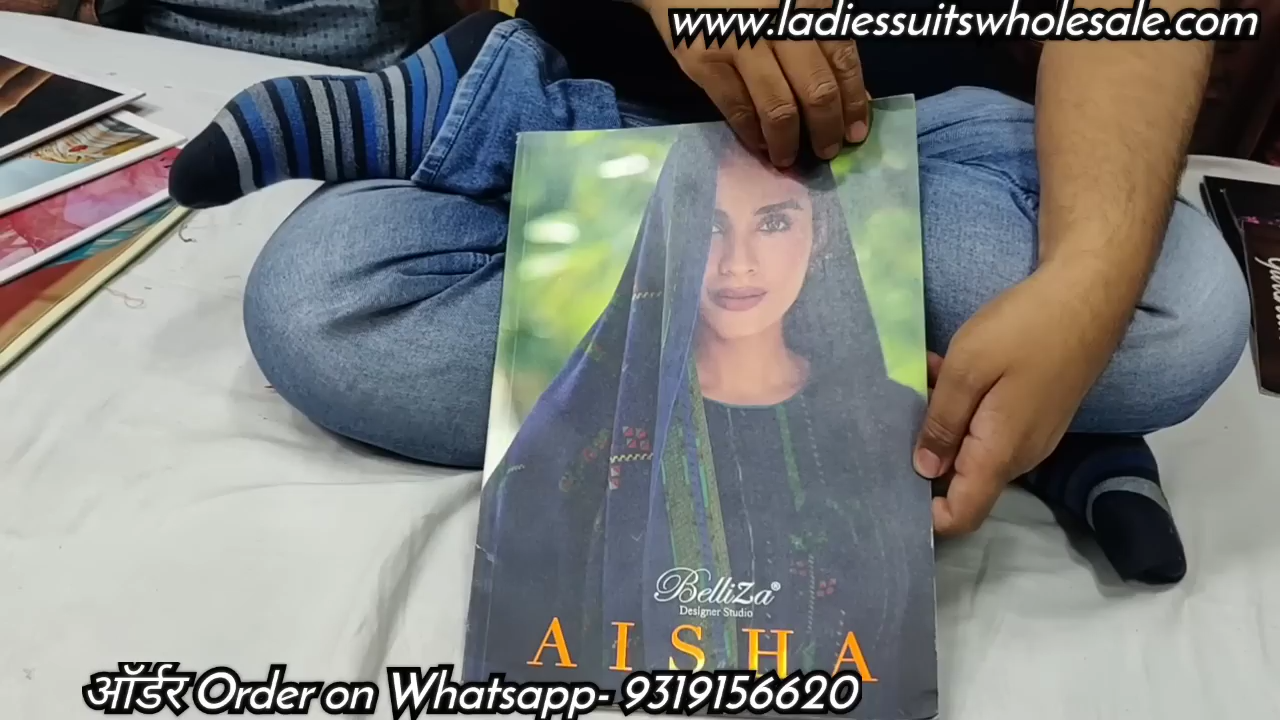 www.ladiessuitswholesale.com
BelliZa®
Designer Studio
AISHA
ऑर्डर Order on Whatsapp- 9319156620